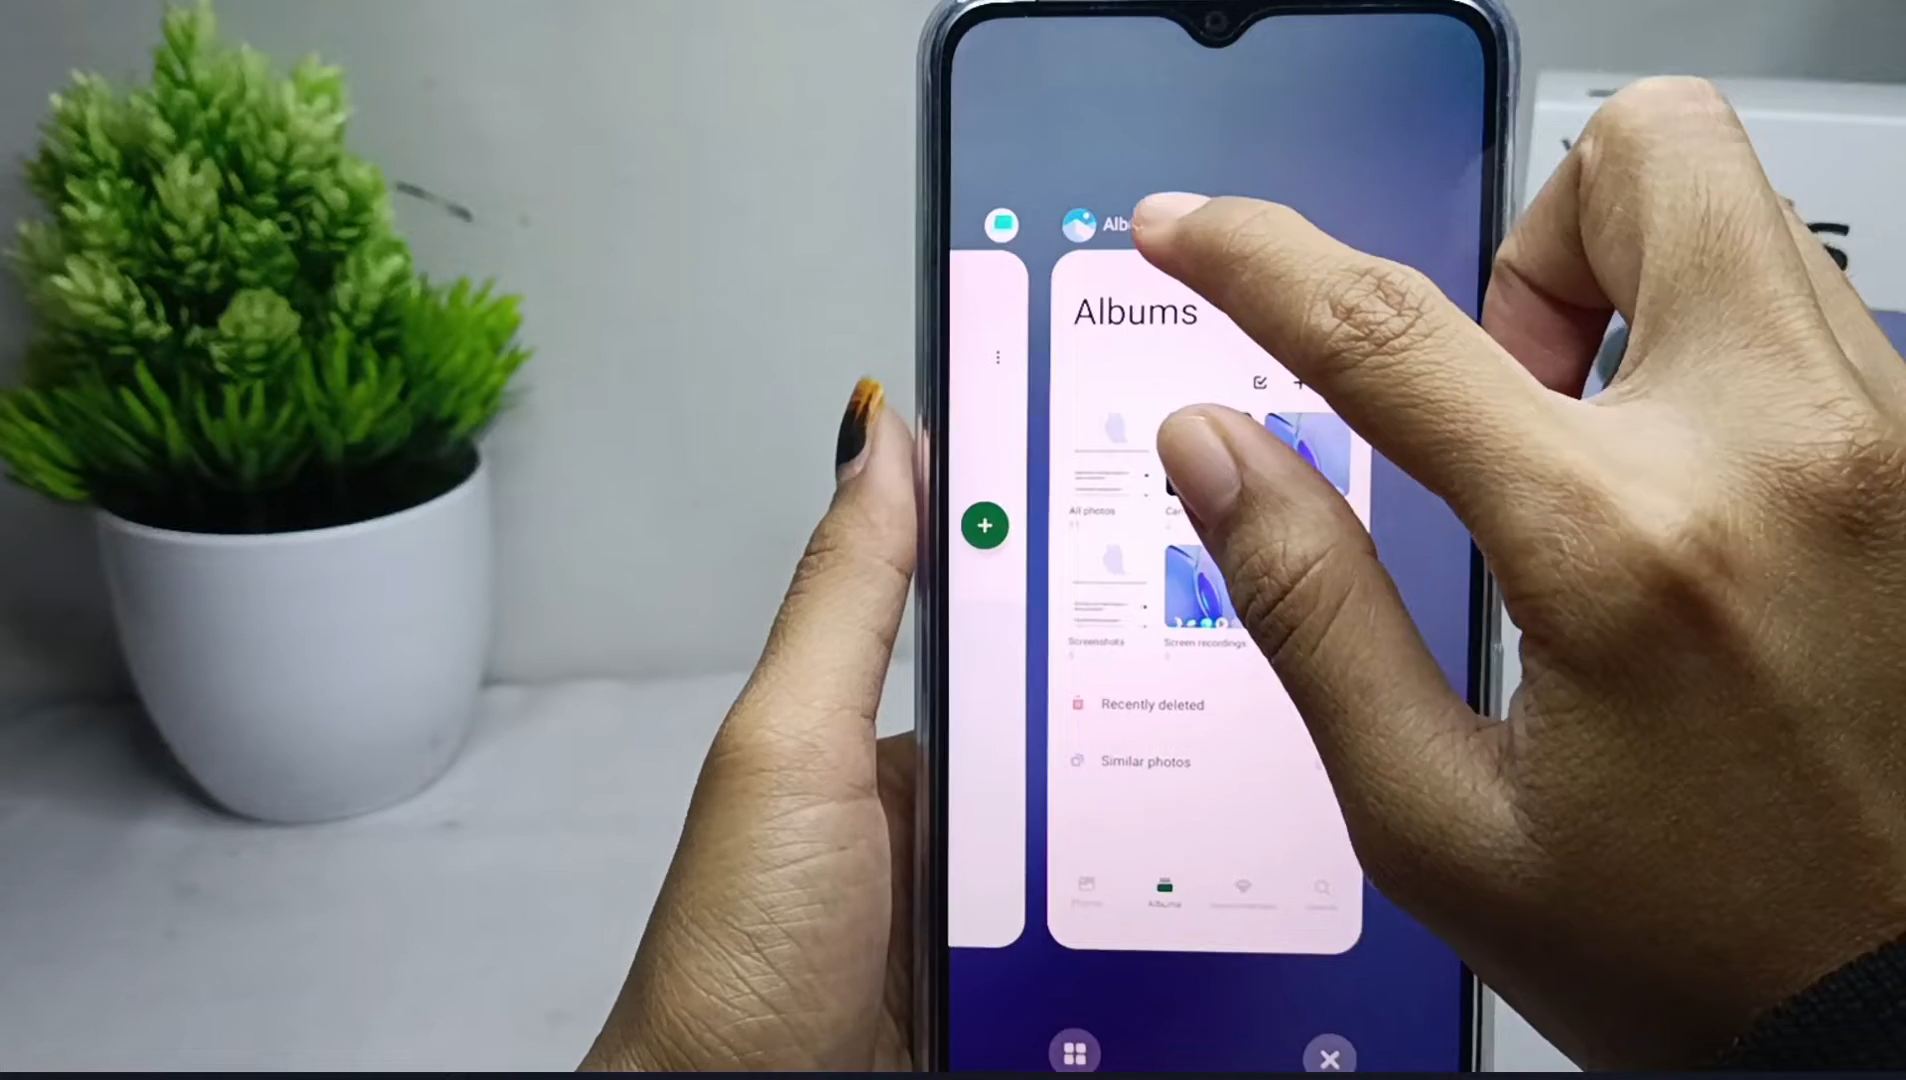 Alb
Albums
All photos
Screenshots
Screen recordings
Recently deleted
Similar photos
Albums